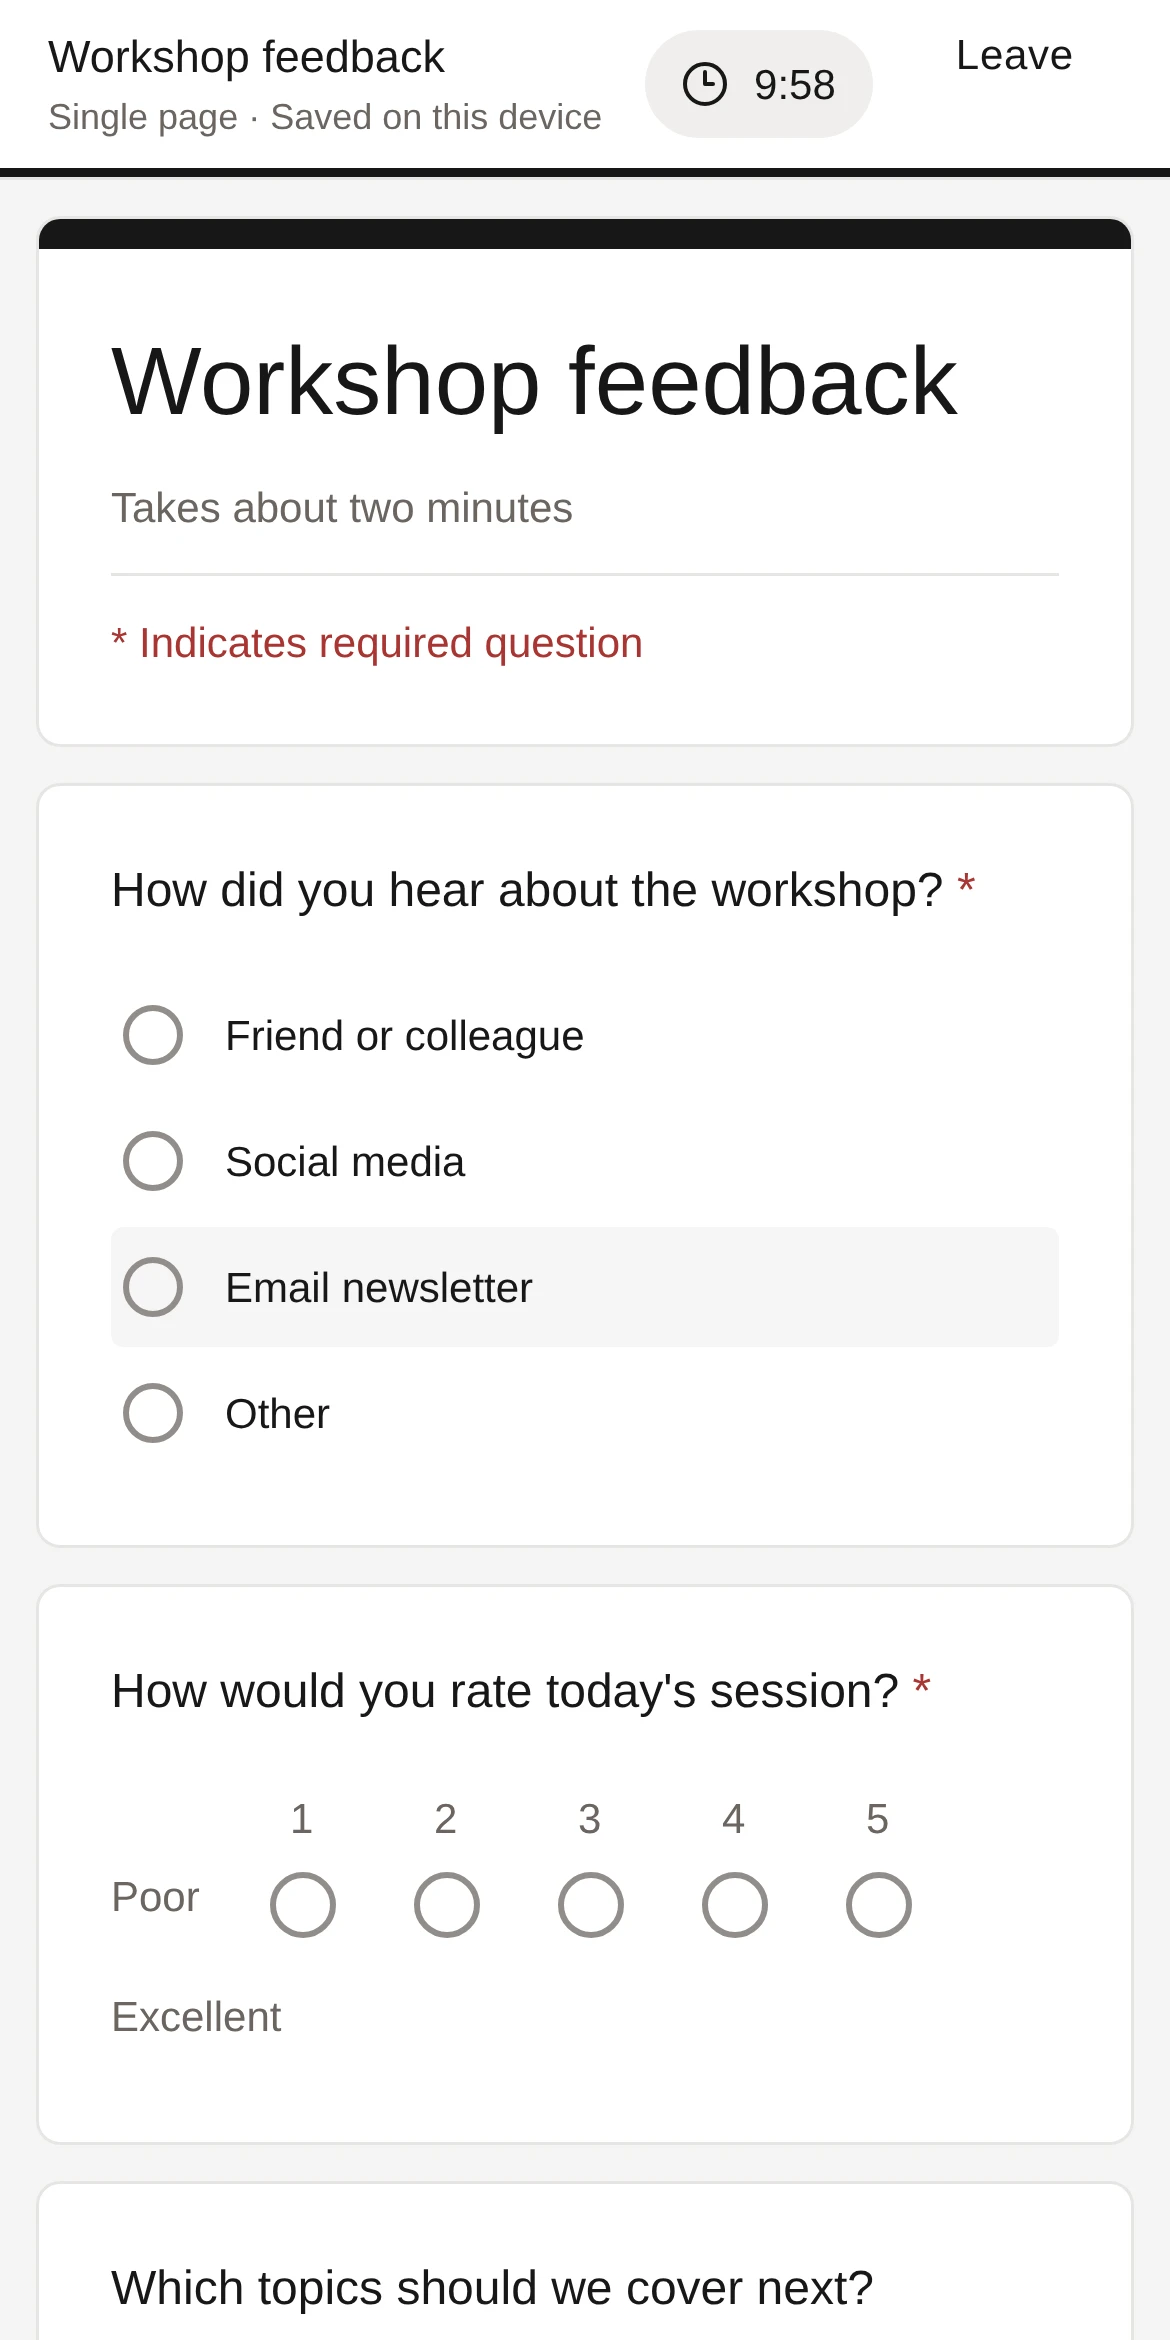 Workshop feedback
Single page · Saved on this device
9:58
Leave
Workshop feedback
Takes about two minutes
* Indicates required question
How did you hear about the workshop? *
Friend or colleague
Social media
Email newsletter
Other
How would you rate today's session? *
1 2 3 4 5
Poor
Excellent
Which topics should we cover next?